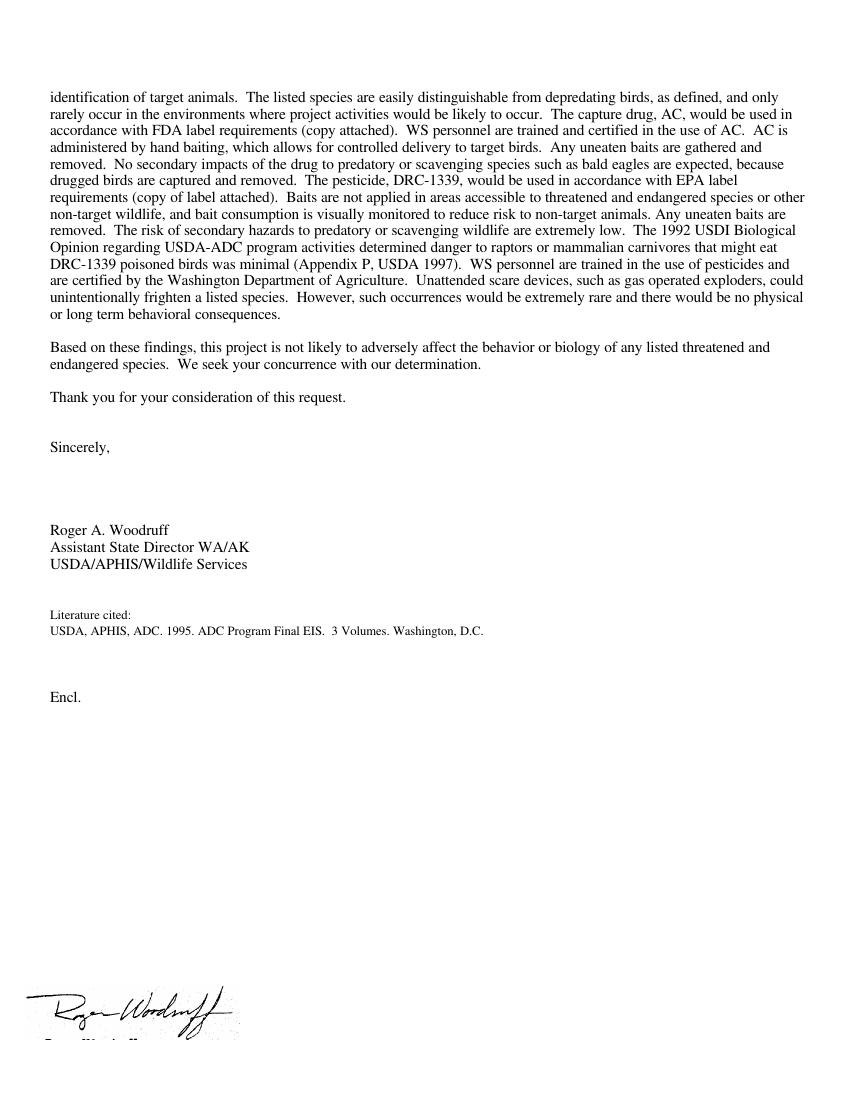 identification of target animals.  The listed species are easily distinguishable from depredating birds, as defined, and only
rarely occur in the environments where project activities would be likely to occur.  The capture drug, AC, would be used in
accordance with FDA label requirements (copy attached).  WS personnel are trained and certified in the use of AC.  AC is
administered by hand baiting, which allows for controlled delivery to target birds.  Any uneaten baits are gathered and
removed.  No secondary impacts of the drug to predatory or scavenging species such as bald eagles are expected, because
drugged birds are captured and removed.  The pesticide, DRC-1339, would be used in accordance with EPA label
requirements (copy of label attached).  Baits are not applied in areas accessible to threatened and endangered species or other
non-target wildlife, and bait consumption is visually monitored to reduce risk to non-target animals. Any uneaten baits are
removed.  The risk of secondary hazards to predatory or scavenging wildlife are extremely low.  The 1992 USDI Biological
Opinion regarding USDA-ADC program activities determined danger to raptors or mammalian carnivores that might eat
DRC-1339 poisoned birds was minimal (Appendix P, USDA 1997).  WS personnel are trained in the use of pesticides and
are certified by the Washington Department of Agriculture.  Unattended scare devices, such as gas operated exploders, could
unintentionally frighten a listed species.  However, such occurrences would be extremely rare and there would be no physical
or long term behavioral consequences.
Based on these findings, this project is not likely to adversely affect the behavior or biology of any listed threatened and
endangered species.  We seek your concurrence with our determination.
Thank you for your consideration of this request.
Sincerely,
Roger A. Woodruff
Assistant State Director WA/AK
USDA/APHIS/Wildlife Services
Literature cited:
USDA, APHIS, ADC. 1995. ADC Program Final EIS.  3 Volumes. Washington, D.C.
Encl.
Roger Woodruff